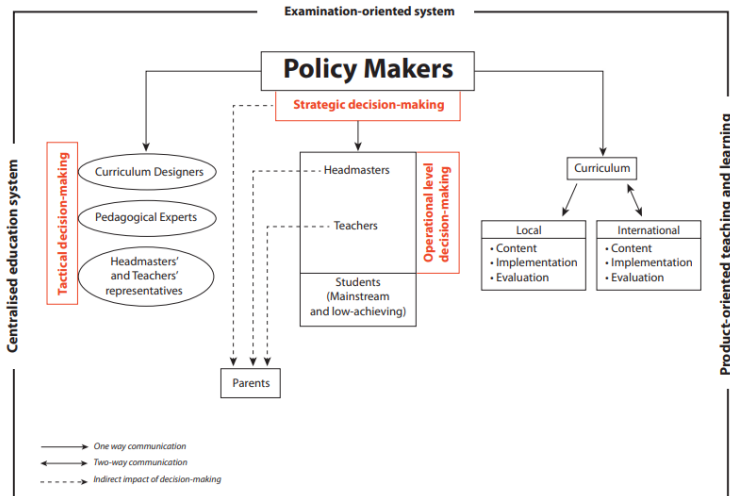 Examination-oriented system
Policy Makers
Strategic decision-making
Centralised education system
Tactical decision-making
Curriculum Designers
Pedagogical Experts
Headmasters'
and Teachers'
representatives
Headmasters
Teachers
Students
(Mainstream
and low-achieving)
Operational level
decision-making
Parents
Curriculum
Local
• Content
• Implementation
• Evaluation
International
• Content
• Implementation
• Evaluation
Product-oriented teaching and learning
One way communication
Two-way communication
Indirect impact of decision-making